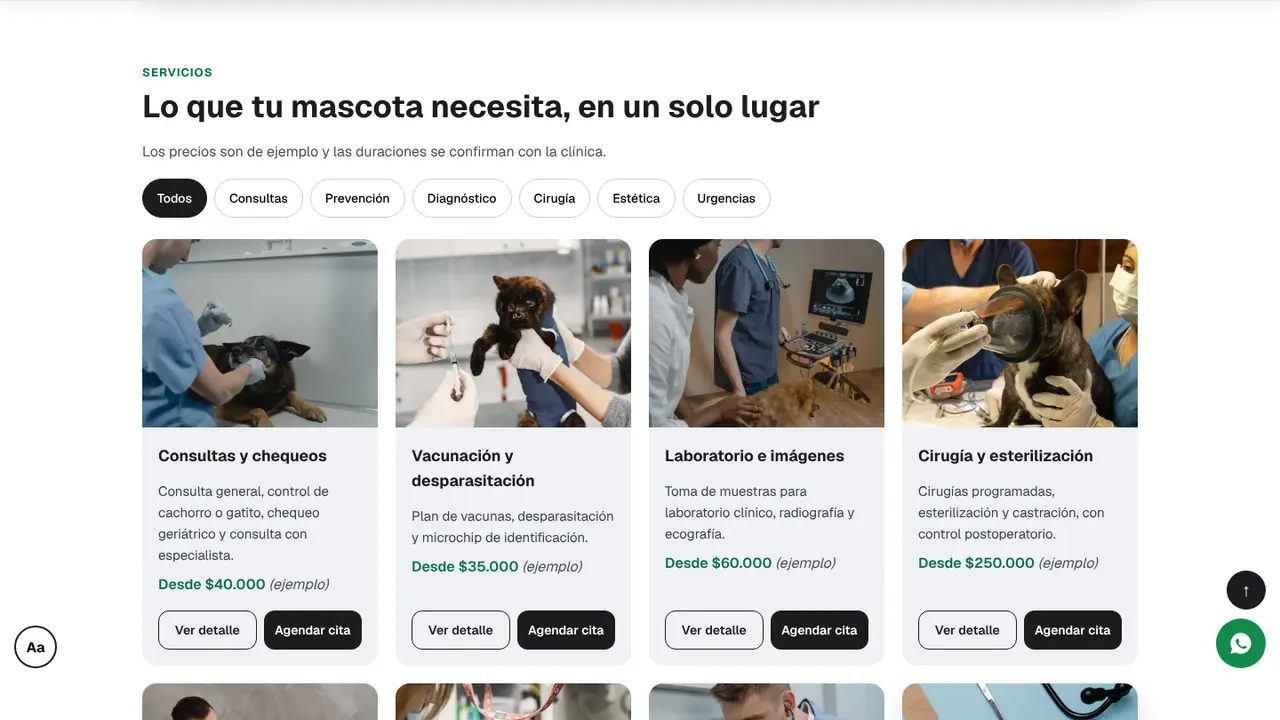 SERVICIOS
Lo que tu mascota necesita, en un solo lugar
Los precios son de ejemplo y las duraciones se confirman con la clínica.
Todos
Consultas
Prevención
Diagnóstico
Cirugía
Estética
Urgencias
Consultas y chequeos
Consulta general, control de
cachorro o gatito, chequeo
geriátrico y consulta con
especialista.
Desde $40.000 (ejemplo)
Ver detalle
Agendar cita
Vacunación y
desparasitación
Plan de vacunas, desparasitación
y microchip de identificación.
Desde $35.000 (ejemplo)
Ver detalle
Agendar cita
Laboratorio e imágenes
Toma de muestras para
laboratorio clínico, radiografía y
ecografía.
Desde $60.000 (ejemplo)
Ver detalle
Agendar cita
Cirugía y esterilización
Cirugías programadas,
esterilización y castración, con
control postoperatorio.
Desde $250.000 (ejemplo)
Ver detalle
Agendar cita
↑
Aa